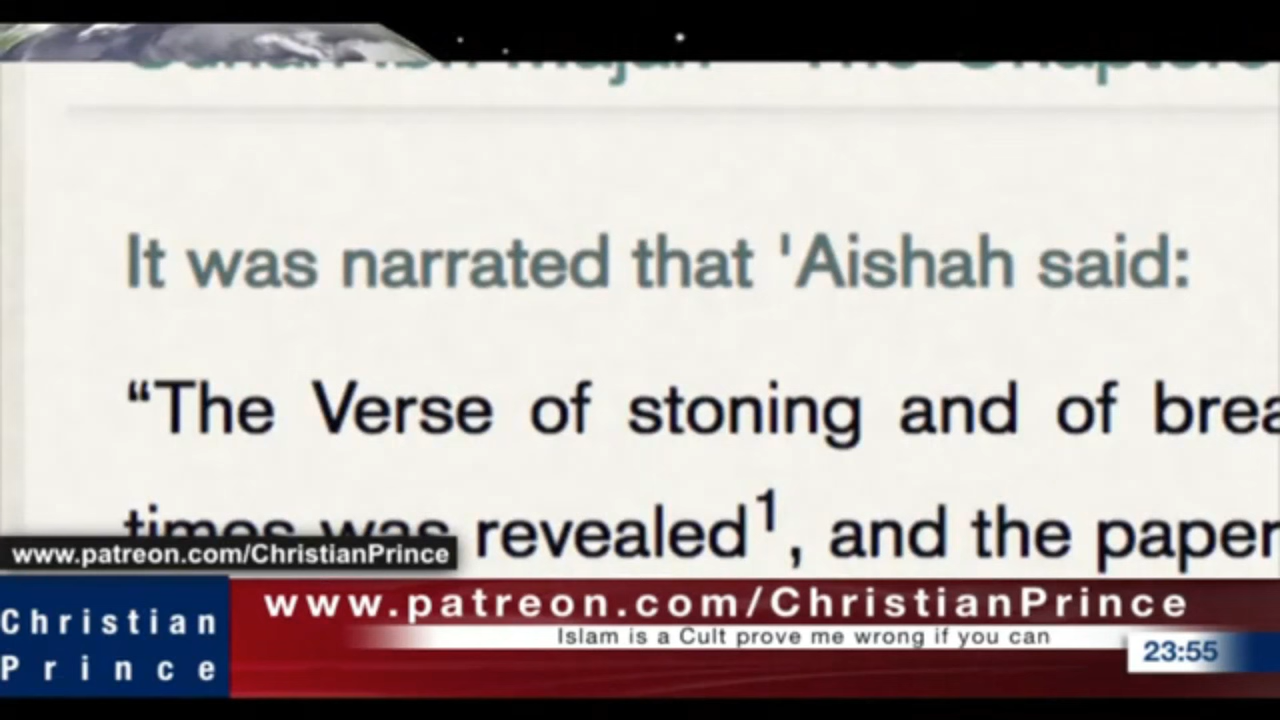 It was narrated that 'Aishah said:
“The Verse of stoning and of brea
times was revealed¹, and the paper
www.patreon.com/ChristianPrince
Christian
Prince
www.patreon.com/ChristianPrince
Islam is a Cult prove me wrong if you can
23:55